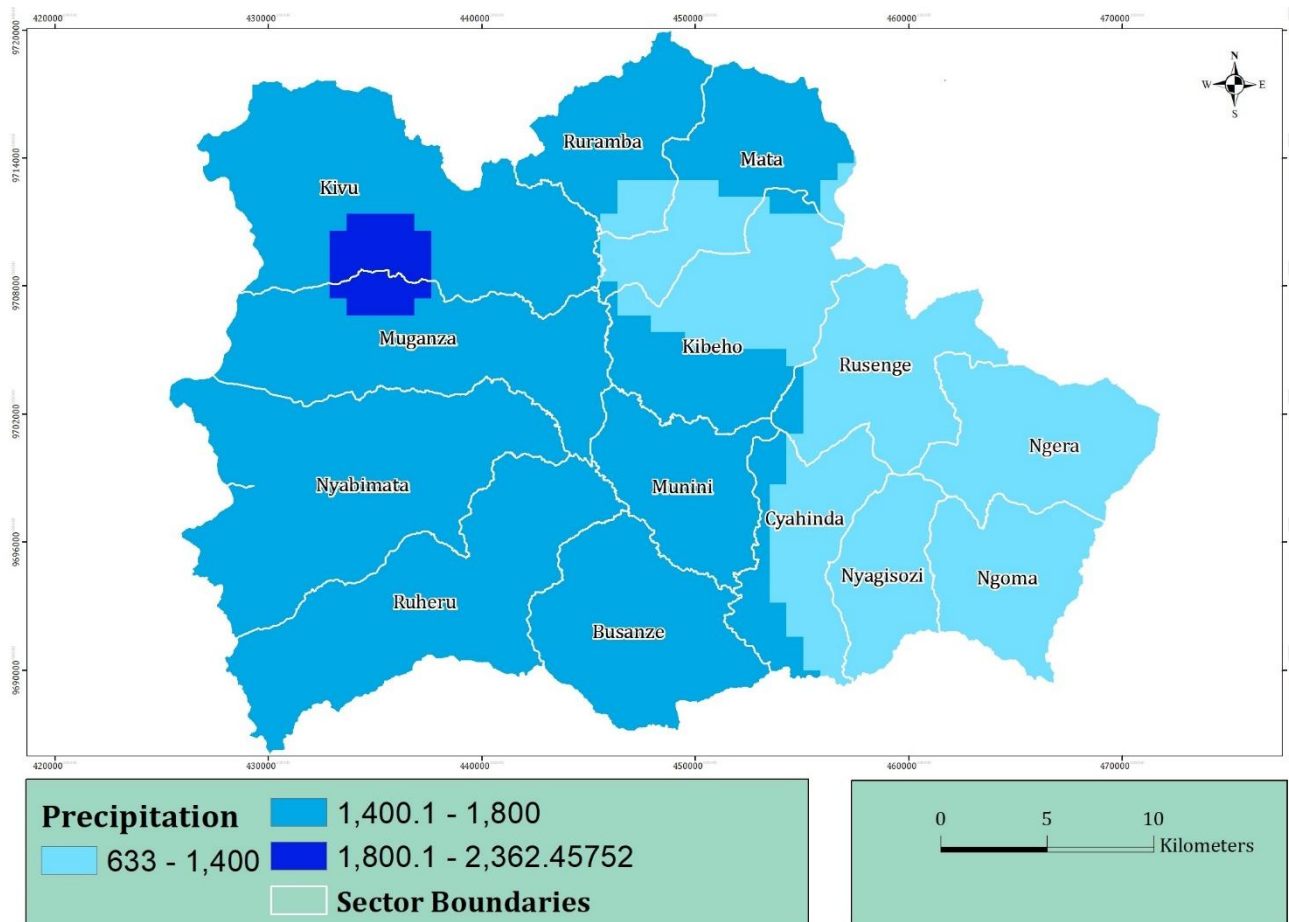 420000 430000 440000 450000 460000 470000
9720000
N
W E
S
Ruramba
Mata
9714000
Kivu
9708000
Muganza
Kibeho
Rusenge
9702000
Ngera
Nyabimata
Munini
Cyahinda
9696000
Nyagisozi
Ngoma
Ruheru
Busanze
9690000
420000 430000 440000 450000 460000 470000
Precipitation
633 - 1,400
1,400.1 - 1,800
1,800.1 - 2,362.45752
Sector Boundaries
0 5 10
Kilometers